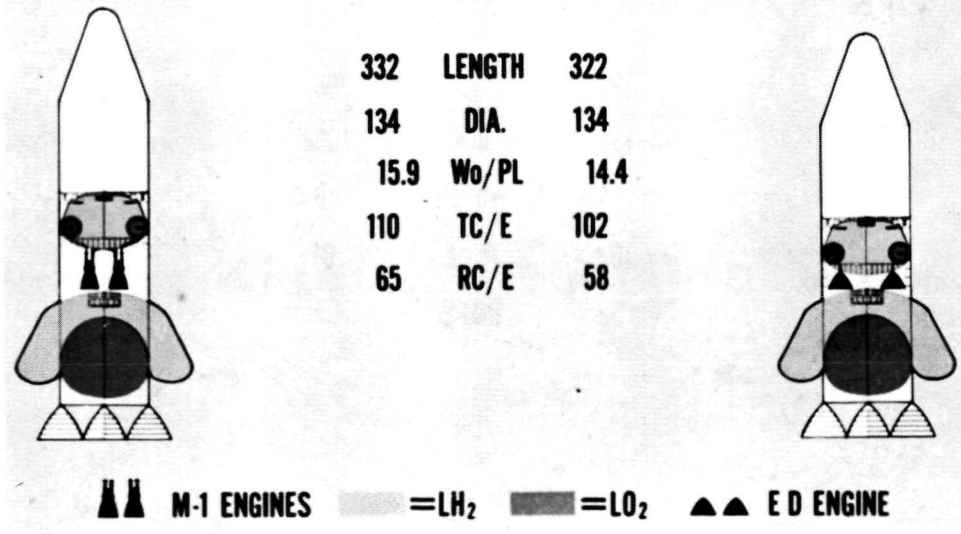 332 LENGTH 322
134 DIA. 134
15.9 Wo/PL 14.4
110 TC/E 102
65 RC/E 58
M-1 ENGINES =LH₂ =LO₂ E D ENGINE